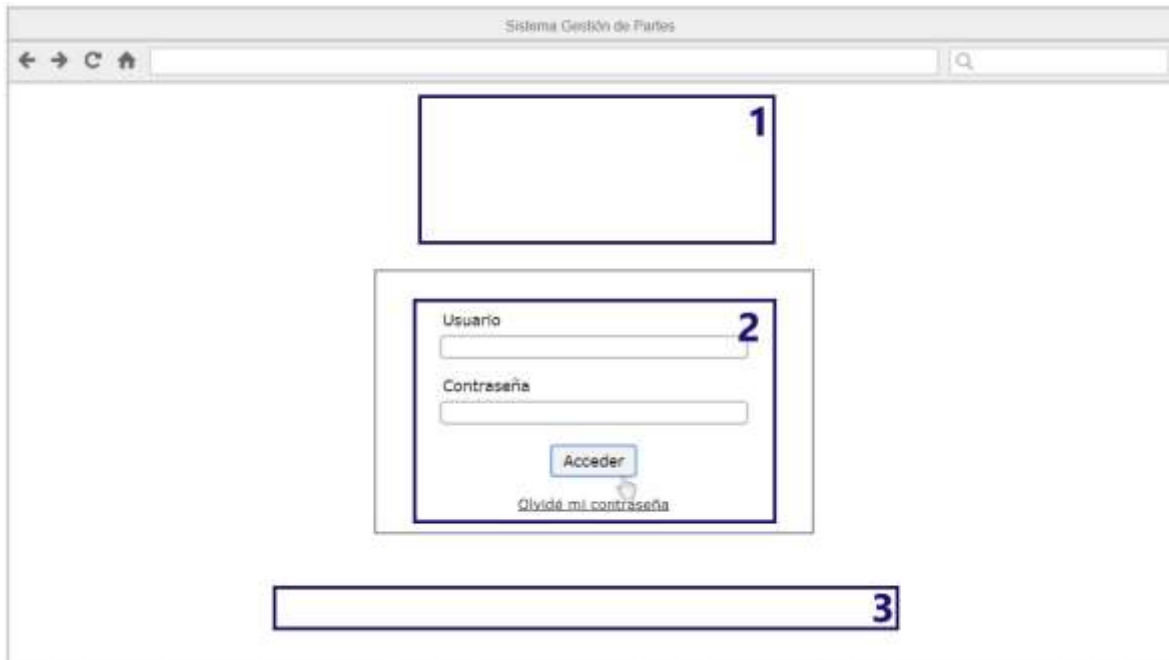 Sistema Gestión de Partes
1
Usuario
2
Contraseña
Acceder
Olvidé mi contraseña
3